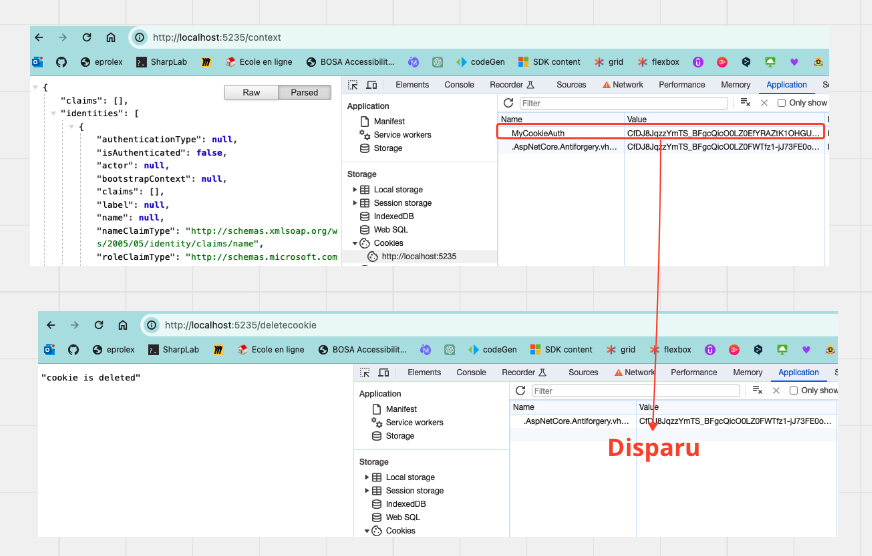 http://localhost:5235/context
eprolex SharpLab Ecole en ligne BOSA Accessibilit... codeGen SDK content grid flexbox
{
"claims": [],
"identities": [
{
"authenticationType": null,
"isAuthenticated": false,
"actor": null,
"bootstrapContext": null,
"claims": [],
"label": null,
"name": null,
"nameClaimType": "http://schemas.xmlsoap.org/w
s/2005/05/identity/claims/name",
"roleClaimType": "http://schemas.microsoft.com
Raw Parsed
Elements Console Recorder Sources Network Performance Memory Application
Application
Manifest
Service workers
Storage
Storage
Local storage
Session storage
IndexedDB
Web SQL
Cookies
http://localhost:5235
Filter Only show
Name Value
MyCookieAuth
.AspNetCore.Antiforgery.vh...
http://localhost:5235/deletecookie
eprolex SharpLab Ecole en ligne BOSA Accessibilit... codeGen SDK content grid flexbox
"cookie is deleted"
Elements Console Recorder Sources Network Performance Memory Application
Application
Manifest
Service workers
Storage
Storage
Local storage
Session storage
IndexedDB
Web SQL
Cookies
Filter Only show
Name Value
.AspNetCore.Antiforgery.vh...
Disparu